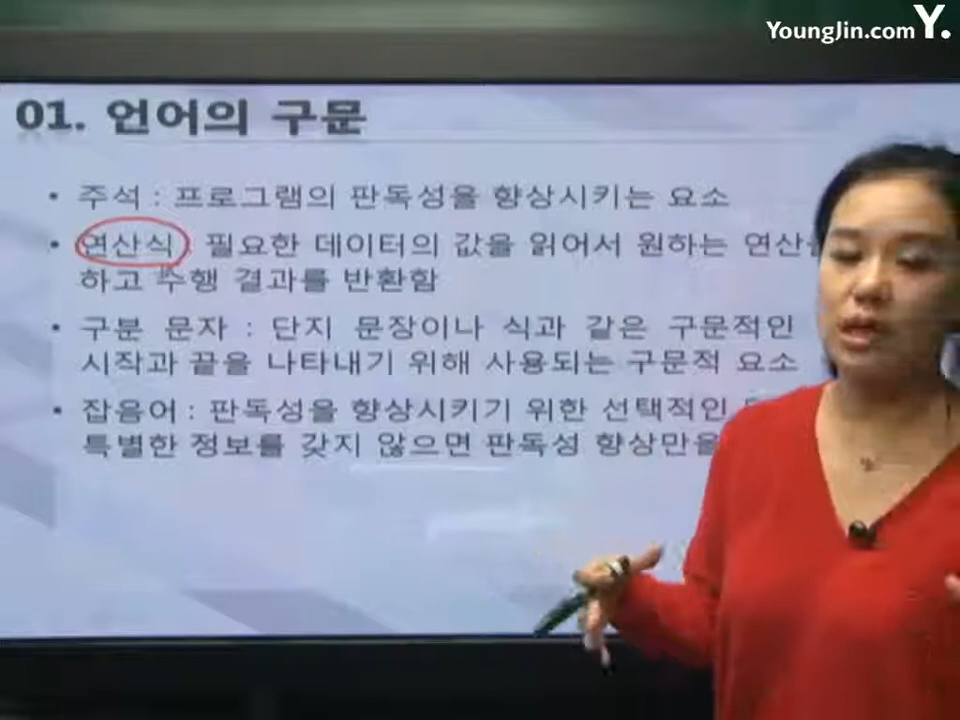 YoungJin.com Y.
01. 언어의 구문
• 주석 : 프로그램의 판독성을 향상시키는 요소
• 연산식 : 필요한 데이터의 값을 읽어서 원하는 연산을
하고 수행 결과를 반환함
• 구분 문자 : 단지 문장이나 식과 같은 구문적인
시작과 끝을 나타내기 위해 사용되는 구문적 요소
• 잡음어 : 판독성을 향상시키기 위한 선택적인
특별한 정보를 갖지 않으면 판독성 향상만을